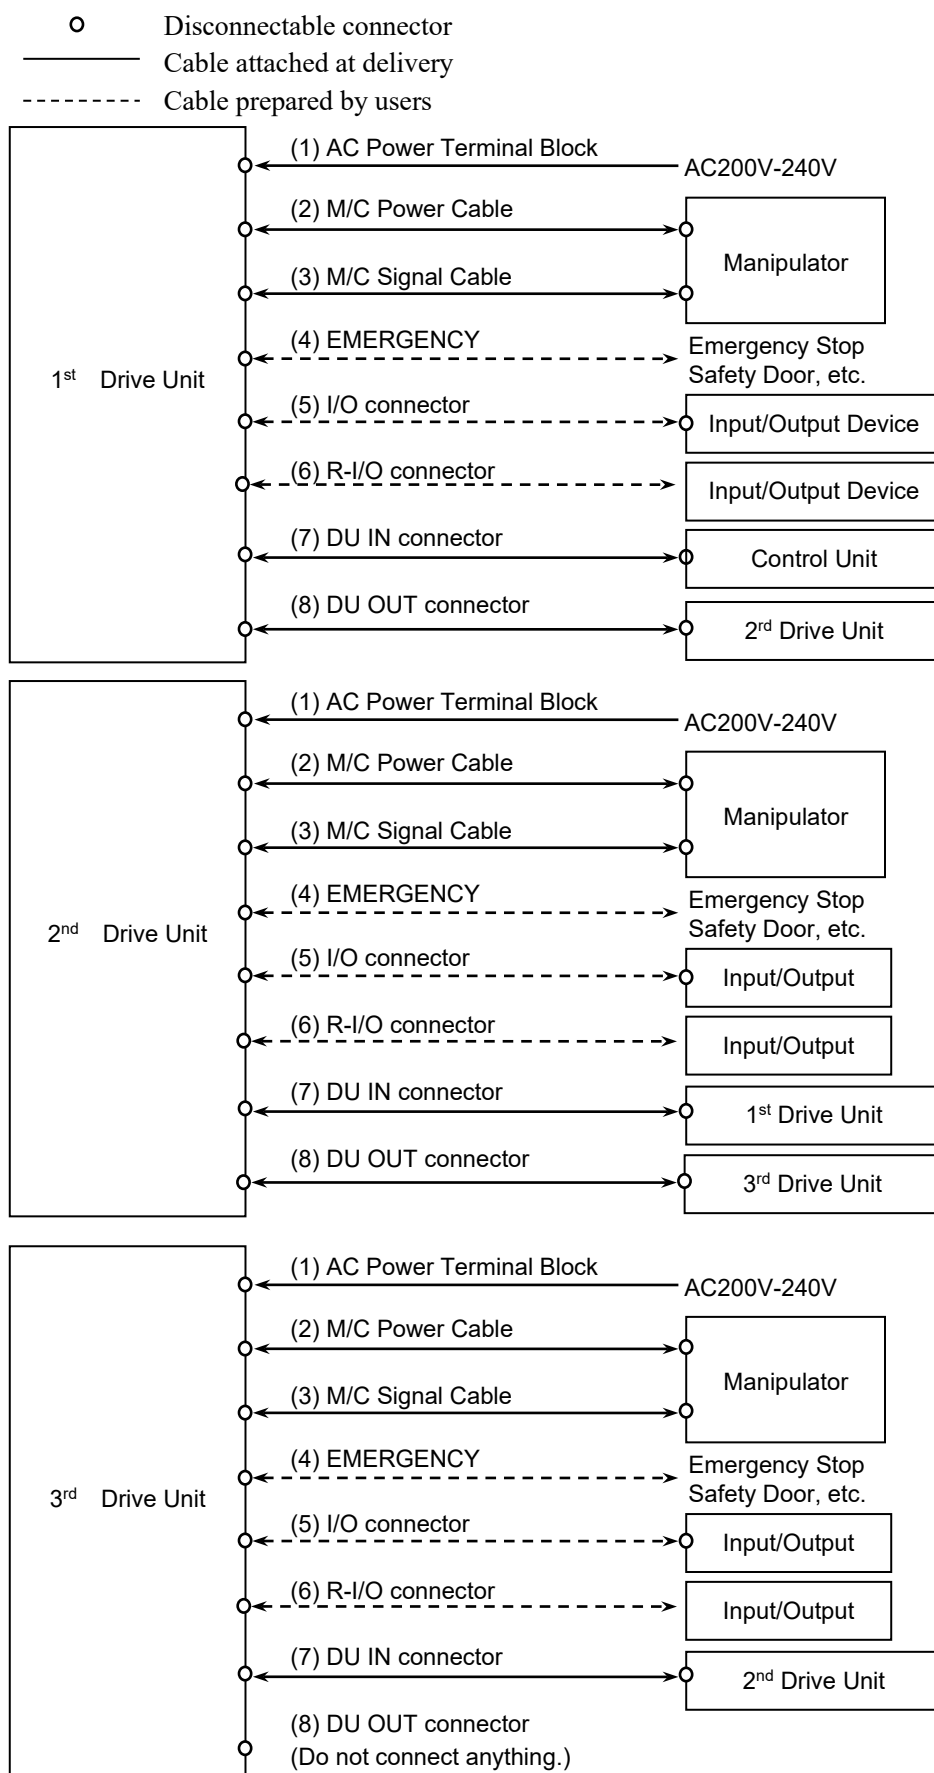 Disconnectable connector
Cable attached at delivery
Cable prepared by users
(1) AC Power Terminal Block
AC200V-240V
(2) M/C Power Cable
Manipulator
(3) M/C Signal Cable
(4) EMERGENCY
Emergency Stop
Safety Door, etc.
1st Drive Unit
(5) I/O connector
Input/Output Device
(6) R-I/O connector
Input/Output Device
(7) DU IN connector
Control Unit
(8) DU OUT connector
2rd Drive Unit
(1) AC Power Terminal Block
AC200V-240V
(2) M/C Power Cable
Manipulator
(3) M/C Signal Cable
(4) EMERGENCY
Emergency Stop
Safety Door, etc.
2nd Drive Unit
(5) I/O connector
Input/Output
(6) R-I/O connector
Input/Output
(7) DU IN connector
1st Drive Unit
(8) DU OUT connector
3rd Drive Unit
(1) AC Power Terminal Block
AC200V-240V
(2) M/C Power Cable
Manipulator
(3) M/C Signal Cable
(4) EMERGENCY
Emergency Stop
Safety Door, etc.
3rd Drive Unit
(5) I/O connector
Input/Output
(6) R-I/O connector
Input/Output
(7) DU IN connector
2nd Drive Unit
(8) DU OUT connector
(Do not connect anything.)